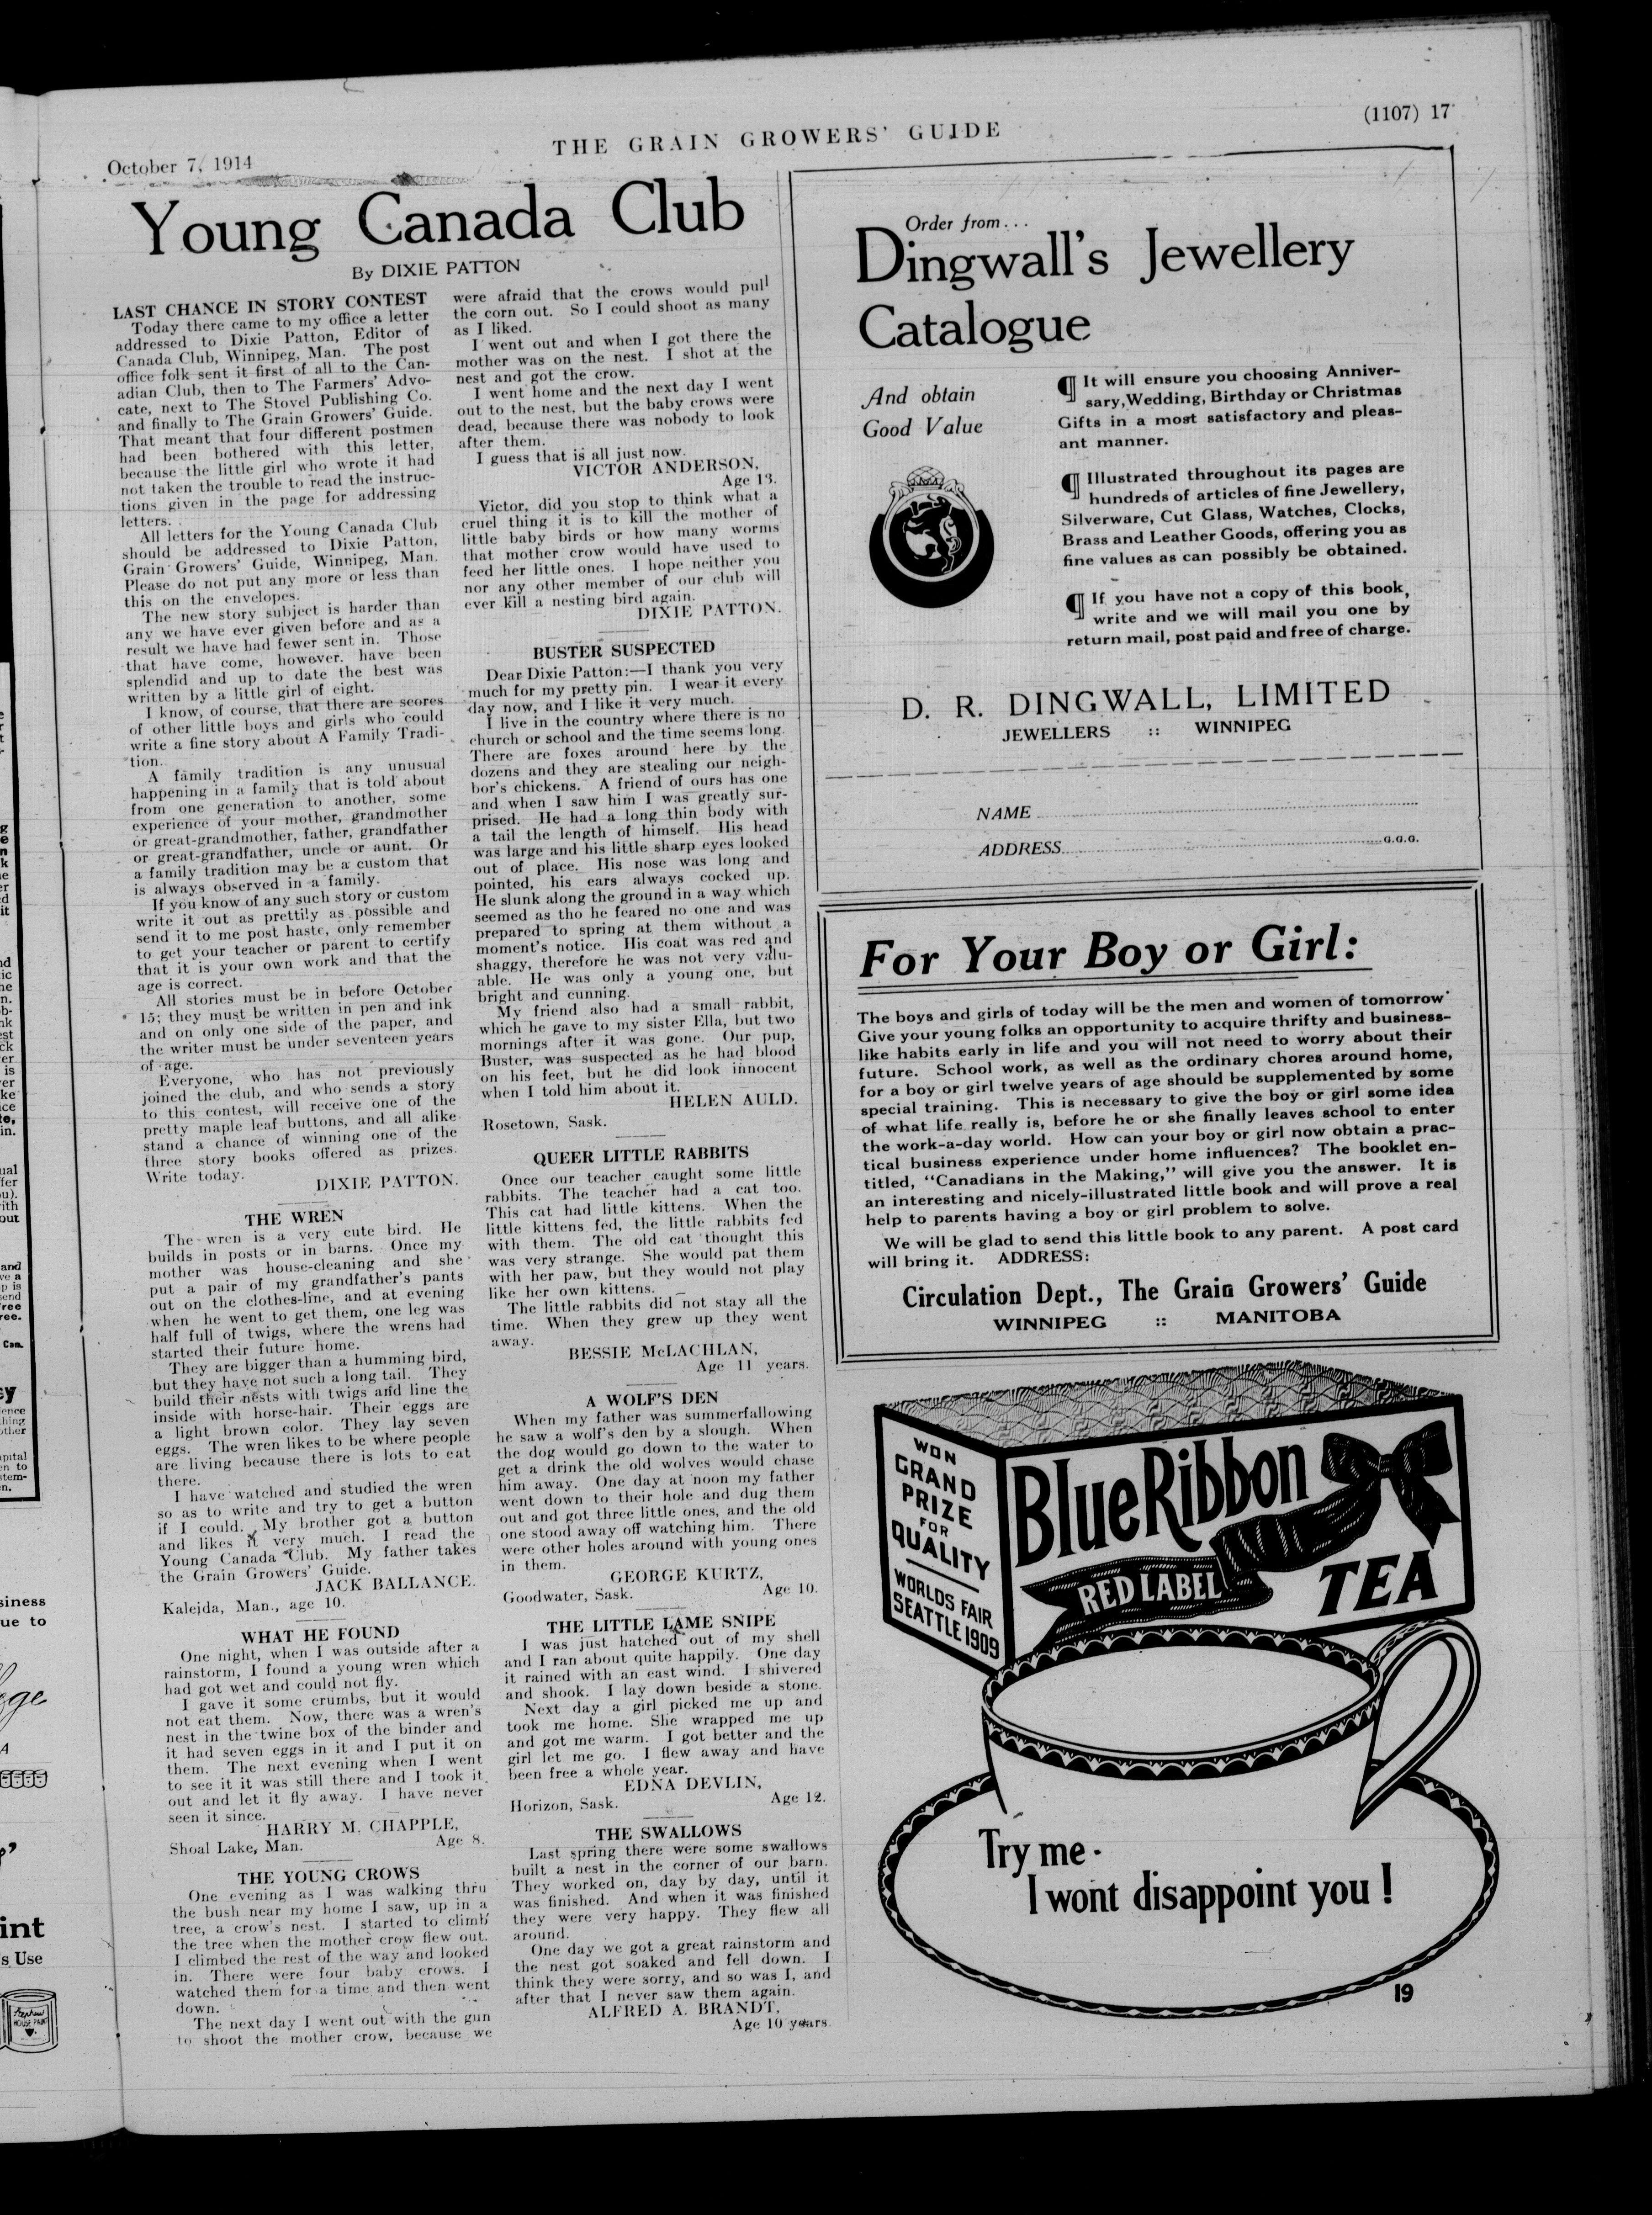 October 7, 1914
THE GRAIN GROWERS' GUIDE
(1107) 17
Young Canada Club
By DIXIE PATTON
LAST CHANCE IN STORY CONTEST
Today there came to my office a letter
addressed to Dixie Patton, Editor of
Canada Club, Winnipeg, Man. The post
office folk sent it first of all to the Can-
adian Club, then to The Farmers' Advo-
cate, next to The Stovel Publishing Co.
and finally to The Grain Growers' Guide.
That meant that four different postmen
had been bothered with this letter,
because the little girl who wrote it had
not taken the trouble to read the instruc-
tions given in the page for addressing
letters.
All letters for the Young Canada Club
should be addressed to Dixie Patton,
Grain Growers' Guide, Winnipeg, Man.
Please do not put any more or less than
this on the envelopes.
The new story subject is harder than
any we have ever given before and as a
result we have had fewer sent in. Those
that have come, however, have been
splendid and up to date the best was
written by a little girl of eight.
I know, of course, that there are scores
of other little boys and girls who could
write a fine story about A Family Tradi-
tion.
A family tradition is any unusual
happening in a family that is told about
from one generation to another, some
experience of your mother, grandmother
or great-grandmother, father, grandfather
or great-grandfather, uncle or aunt. Or
a family tradition may be a custom that
is always observed in a family.
If you know of any such story or custom
write it out as prettily as possible and
send it to me post haste, only remember
to get your teacher or parent to certify
that it is your own work and that the
age is correct.
All stories must be in before October
15; they must be written in pen and ink
and on only one side of the paper, and
the writer must be under seventeen years
of age.
Everyone, who has not previously
joined the club, and who sends a story
to this contest, will receive one of the
pretty maple leaf buttons, and all alike
stand a chance of winning one of the
three story books offered as prizes.
Write today.
DIXIE PATTON.
THE WREN
The wren is a very cute bird. He
builds in posts or in barns. Once my
mother was house-cleaning and she
put a pair of my grandfather's pants
out on the clothes-line, and at evening
when he went to get them, one leg was
half full of twigs, where the wrens had
started their future home.
They are bigger than a humming bird,
but they have not such a long tail. They
build their nests with twigs and line the
inside with horse-hair. Their eggs are
a light brown color. They lay seven
eggs. The wren likes to be where people
are living because there is lots to eat
there.
I have watched and studied the wren
so as to write and try to get a button
if I could. My brother got a button
and likes it very much. I read the
Young Canada Club. My father takes
the Grain Growers' Guide.
JACK BALLANCE.
Kaleida, Man., age 10.
WHAT HE FOUND
One night, when I was outside after a
rainstorm, I found a young wren which
had got wet and could not fly.
I gave it some crumbs, but it would
not eat them. Now, there was a wren's
nest in the twine box of the binder and
it had seven eggs in it and I put it on
them. The next evening when I went
to see it it was still there and I took it
out and let it fly away. I have never
seen it since.
HARRY M. CHAPPLE,
Shoal Lake, Man. Age 8.
THE YOUNG CROWS
One evening as I was walking thru
the bush near my home I saw, up in a
tree, a crow's nest. I started to climb
the tree when the mother crow flew out.
I climbed the rest of the way and looked
in. There were four baby crows. I
watched them for a time and then went
down.
The next day I went out with the gun
to shoot the mother crow, because we
were afraid that the crows would pull
the corn out. So I could shoot as many
as I liked.
I went out and when I got there the
mother was on the nest. I shot at the
nest and got the crow.
I went home and the next day I went
out to the nest, but the baby crows were
dead, because there was nobody to look
after them.
I guess that is all just now.
VICTOR ANDERSON,
Age 13.
Victor, did you stop to think what a
cruel thing it is to kill the mother of
little baby birds or how many worms
that mother crow would have used to
feed her little ones. I hope neither you
nor any other member of our club will
ever kill a nesting bird again.
DIXIE PATTON.
BUSTER SUSPECTED
Dear Dixie Patton:—I thank you very
much for my pretty pin. I wear it every
day now, and I like it very much.
I live in the country where there is no
church or school and the time seems long.
There are foxes around here by the
dozens and they are stealing our neigh-
bor's chickens. A friend of ours has one
and when I saw him I was greatly sur-
prised. He had a long thin body with
a tail the length of himself. His head
was large and his little sharp eyes looked
out of place. His nose was long and
pointed, his ears always cocked up.
He slunk along the ground in a way which
seemed as tho he feared no one and was
prepared to spring at them without a
moment's notice. His coat was red and
shaggy, therefore he was not very valu-
able. He was only a young one, but
bright and cunning.
My friend also had a small rabbit,
which he gave to my sister Ella, but two
mornings after it was gone. Our pup,
Buster, was suspected as he had blood
on his feet, but he did look innocent
when I told him about it.
HELEN AULD.
Rosetown, Sask.
QUEER LITTLE RABBITS
Once our teacher caught some little
rabbits. The teacher had a cat too.
This cat had little kittens. When the
little kittens fed, the little rabbits fed
with them. The old cat thought this
was very strange. She would pat them
with her paw, but they would not play
like her own kittens.
The little rabbits did not stay all the
time. When they grew up they went
away.
BESSIE McLACHLAN,
Age 11 years.
A WOLF'S DEN
When my father was summerfallowing
he saw a wolf's den by a slough. When
the dog would go down to the water to
get a drink the old wolves would chase
him away. One day at noon my father
went down to their hole and dug them
out and got three little ones, and the old
one stood away off watching him. There
were other holes around with young ones
in them.
GEORGE KURTZ,
Goodwater, Sask. Age 10.
THE LITTLE LAME SNIPE
I was just hatched out of my shell
and I ran about quite happily. One day
it rained with an east wind. I shivered
and shook. I lay down beside a stone.
Next day a girl picked me up and
took me home. She wrapped me up
and got me warm. I got better and the
girl let me go. I flew away and have
been free a whole year.
EDNA DEVLIN,
Horizon, Sask. Age 12.
THE SWALLOWS
Last spring there were some swallows
built a nest in the corner of our barn.
They worked on, day by day, until it
was finished. And when it was finished
they were very happy. They flew all
around.
One day we got a great rainstorm and
the nest got soaked and fell down. I
think they were sorry, and so was I, and
after that I never saw them again.
ALFRED A. BRANDT,
Age 10 years.
Order from...
Dingwall's Jewellery
Catalogue
And obtain
Good Value
¶ It will ensure you choosing Anniver-
sary, Wedding, Birthday or Christmas
Gifts in a most satisfactory and pleas-
ant manner.
¶ Illustrated throughout its pages are
hundreds of articles of fine Jewellery,
Silverware, Cut Glass, Watches, Clocks,
Brass and Leather Goods, offering you as
fine values as can possibly be obtained.
¶ If you have not a copy of this book,
write and we will mail you one by
return mail, post paid and free of charge.
D. R. DINGWALL, LIMITED
JEWELLERS :: WINNIPEG
NAME
ADDRESS G.G.G.
For Your Boy or Girl:
The boys and girls of today will be the men and women of tomorrow
Give your young folks an opportunity to acquire thrifty and business-
like habits early in life and you will not need to worry about their
future. School work, as well as the ordinary chores around home,
for a boy or girl twelve years of age should be supplemented by some
special training. This is necessary to give the boy or girl some idea
of what life really is, before he or she finally leaves school to enter
the work-a-day world. How can your boy or girl now obtain a prac-
tical business experience under home influences? The booklet en-
titled, "Canadians in the Making," will give you the answer. It is
an interesting and nicely-illustrated little book and will prove a real
help to parents having a boy or girl problem to solve.
We will be glad to send this little book to any parent. A post card
will bring it. ADDRESS:
Circulation Dept., The Grain Growers' Guide
WINNIPEG :: MANITOBA
WON
GRAND
PRIZE
FOR
QUALITY
WORLDS FAIR
SEATTLE 1909
Blue Ribbon
RED LABEL
TEA
Try me -
I wont disappoint you!
19